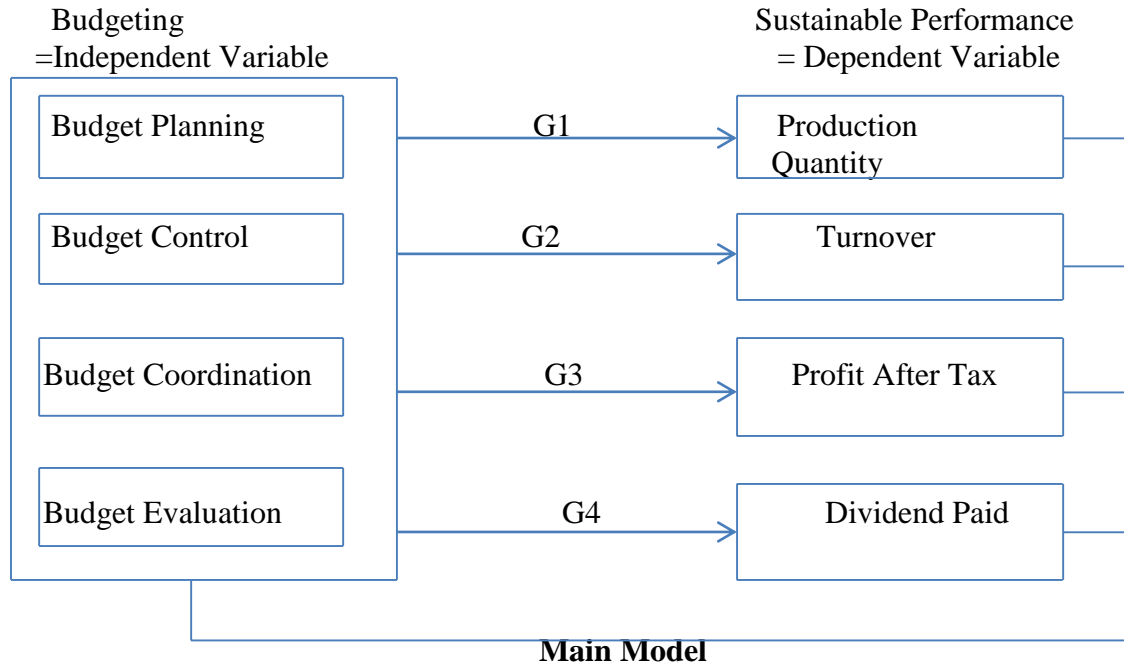 Budgeting
=Independent Variable
Sustainable Performance
= Dependent Variable
Budget Planning
G1
Production
Quantity
Budget Control
G2
Turnover
Budget Coordination
G3
Profit After Tax
Budget Evaluation
G4
Dividend Paid
Main Model